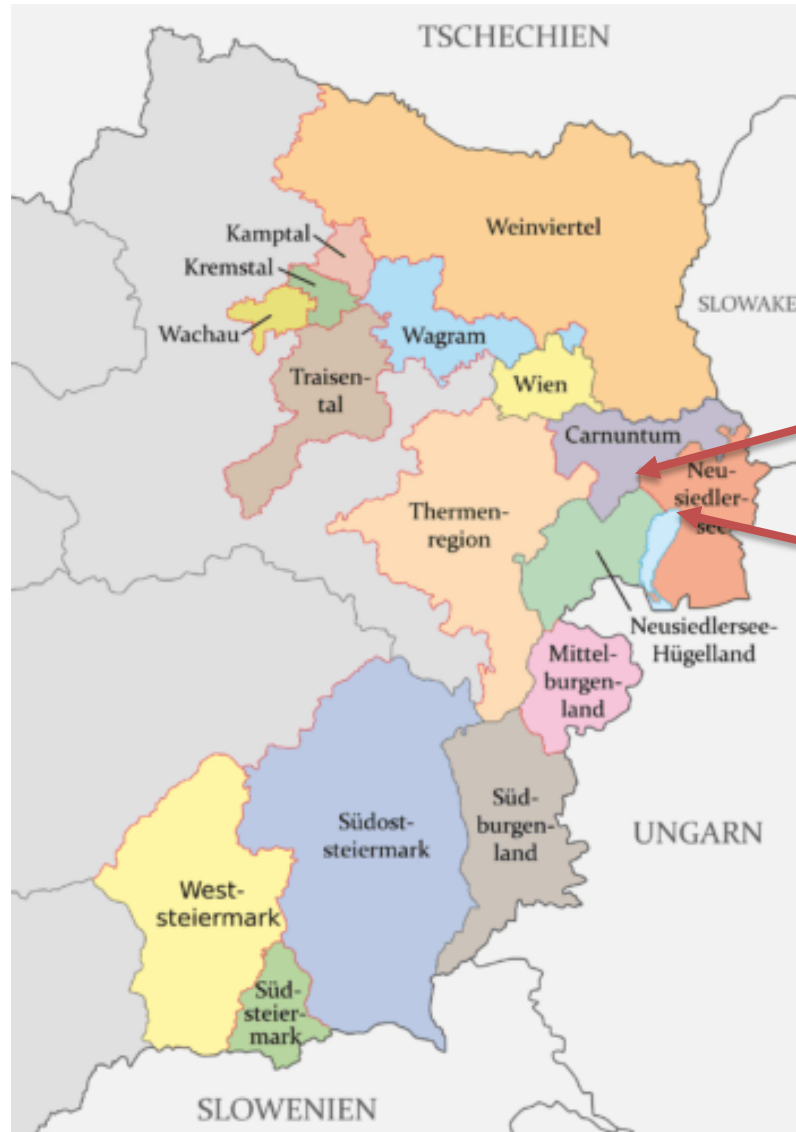 TSCHECHIEN
Weinviertel
Kamptal
Kremstal
SLOWAKE
Wachau
Wagram
Traisen-
tal
Wien
Carnuntum
Neu-
siedler-
see
Thermen-
region
Neusiedlersee-
Hügelland
Mittel-
burgen-
land
Süd-
burgen-
land
Südost-
steiermark
UNGARN
West-
steiermark
Süd-
steier-
mark
SLOWENIEN